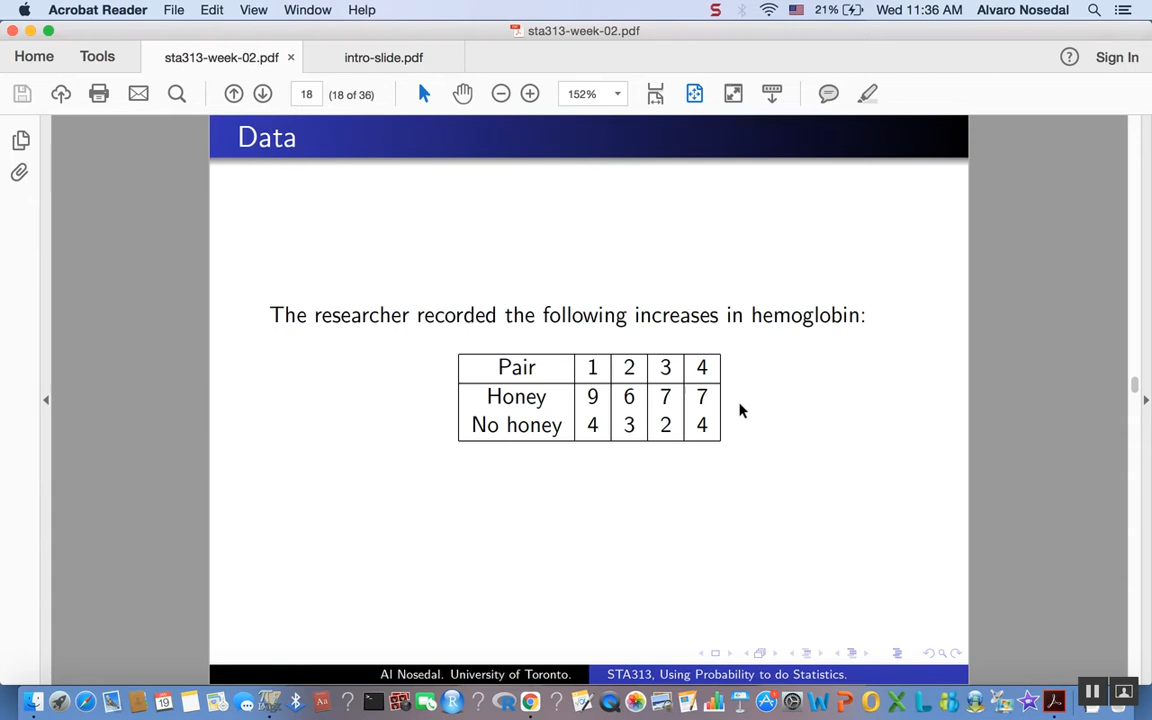 Acrobat Reader File Edit View Window Help 21% Wed 11:36 AM Alvaro Nosedal
sta313-week-02.pdf
Home Tools sta313-week-02.pdf × intro-slide.pdf ? Sign In
18 (18 of 36) 152%
Data
The researcher recorded the following increases in hemoglobin:
Pair 1 2 3 4
Honey 9 6 7 7
No honey 4 3 2 4
Al Nosedal. University of Toronto. STA313, Using Probability to do Statistics.